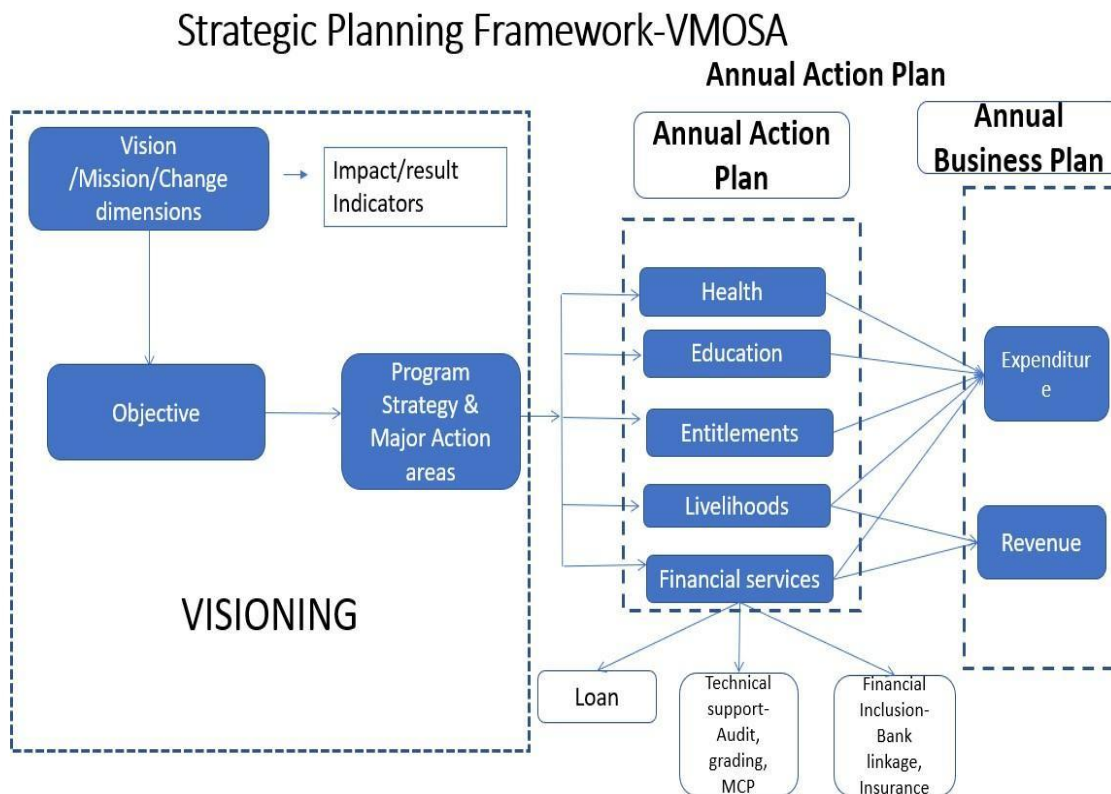 Strategic Planning Framework-VMOSA
Annual Action Plan
Vision
/Mission/Change
dimensions
Impact/result
Indicators
Objective
Program
Strategy &
Major Action
areas
VISIONING
Annual Action
Plan
Health
Education
Entitlements
Livelihoods
Financial services
Annual
Business Plan
Expenditur
e
Revenue
Loan
Technical
support-
Audit,
grading,
MCP
Financial
Inclusion-
Bank
linkage,
Insurance